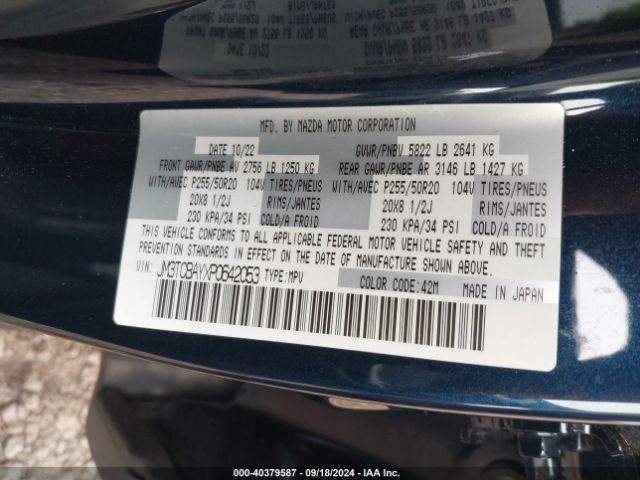 MFD. BY MAZDA MOTOR CORPORATION
DATE 10/22 GVWR/PNBV 5822 LB 2641 KG
FRONT GAWR/PNBE AV 2756 LB 1250 KG REAR GAWR/PNBE AR 3146 LB 1427 KG
WITH/AVEC P255/50R20 104V TIRES/PNEUS WITH/AVEC P255/50R20 104V TIRES/PNEUS
20X8 1/2J RIMS/JANTES 20X8 1/2J RIMS/JANTES
230 KPA/34 PSI COLD/A FROID 230 KPA/34 PSI COLD/A FROID
THIS VEHICLE CONFORMS TO ALL APPLICABLE FEDERAL MOTOR VEHICLE SAFETY AND THEFT
PREVENTION STANDARDS IN EFFECT ON THE DATE OF MANUFACTURE SHOWN ABOVE.
VIN: JM3TCBAYXP0642053 TYPE:MPV COLOR CODE:42M MADE IN JAPAN
000-40379587 - 09/18/2024 - IAA Inc.